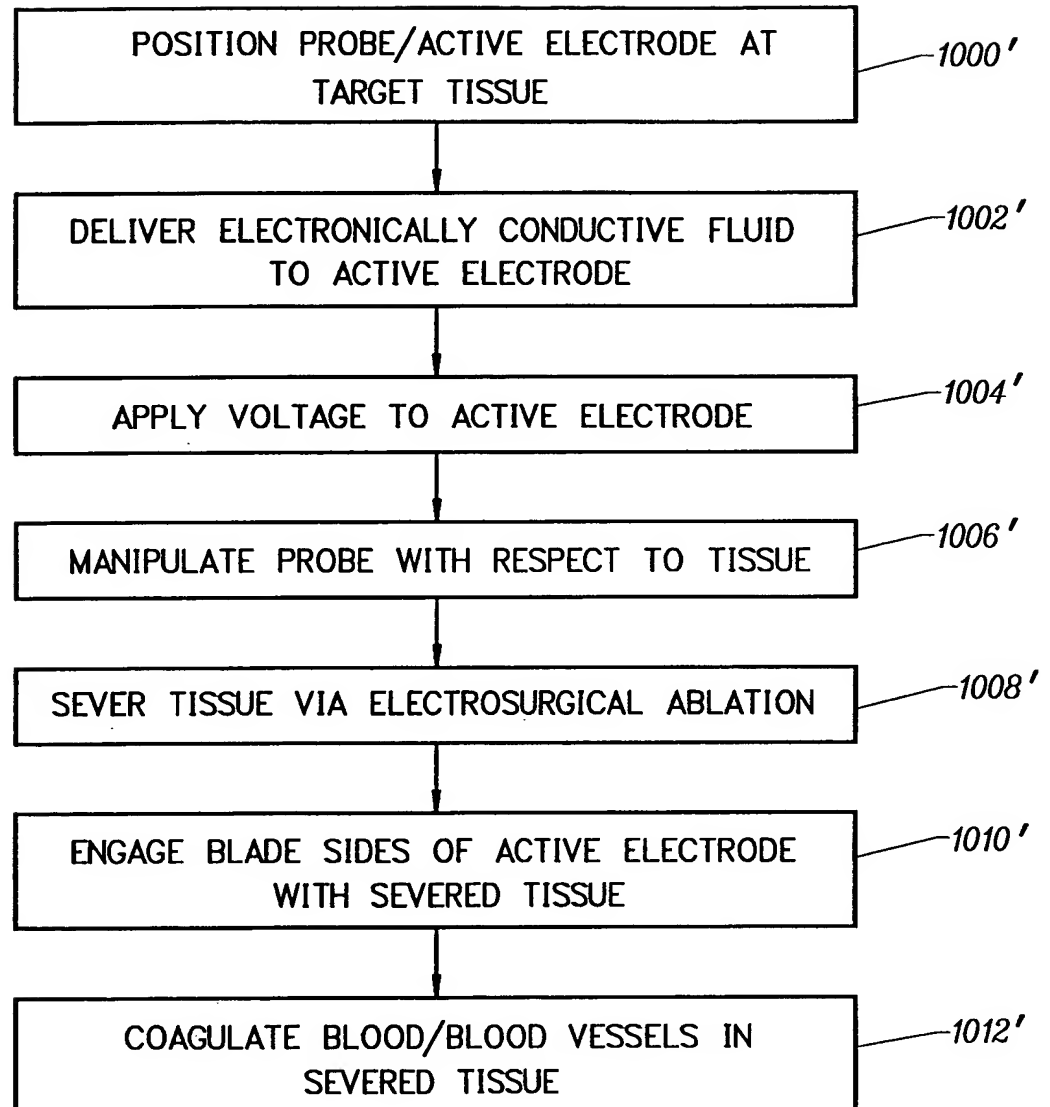 POSITION PROBE/ACTIVE ELECTRODE AT
TARGET TISSUE
1000'
DELIVER ELECTRONICALLY CONDUCTIVE FLUID
TO ACTIVE ELECTRODE
1002'
APPLY VOLTAGE TO ACTIVE ELECTRODE
1004'
MANIPULATE PROBE WITH RESPECT TO TISSUE
1006'
SEVER TISSUE VIA ELECTROSURGICAL ABLATION
1008'
ENGAGE BLADE SIDES OF ACTIVE ELECTRODE
WITH SEVERED TISSUE
1010'
COAGULATE BLOOD/BLOOD VESSELS IN
SEVERED TISSUE
1012'